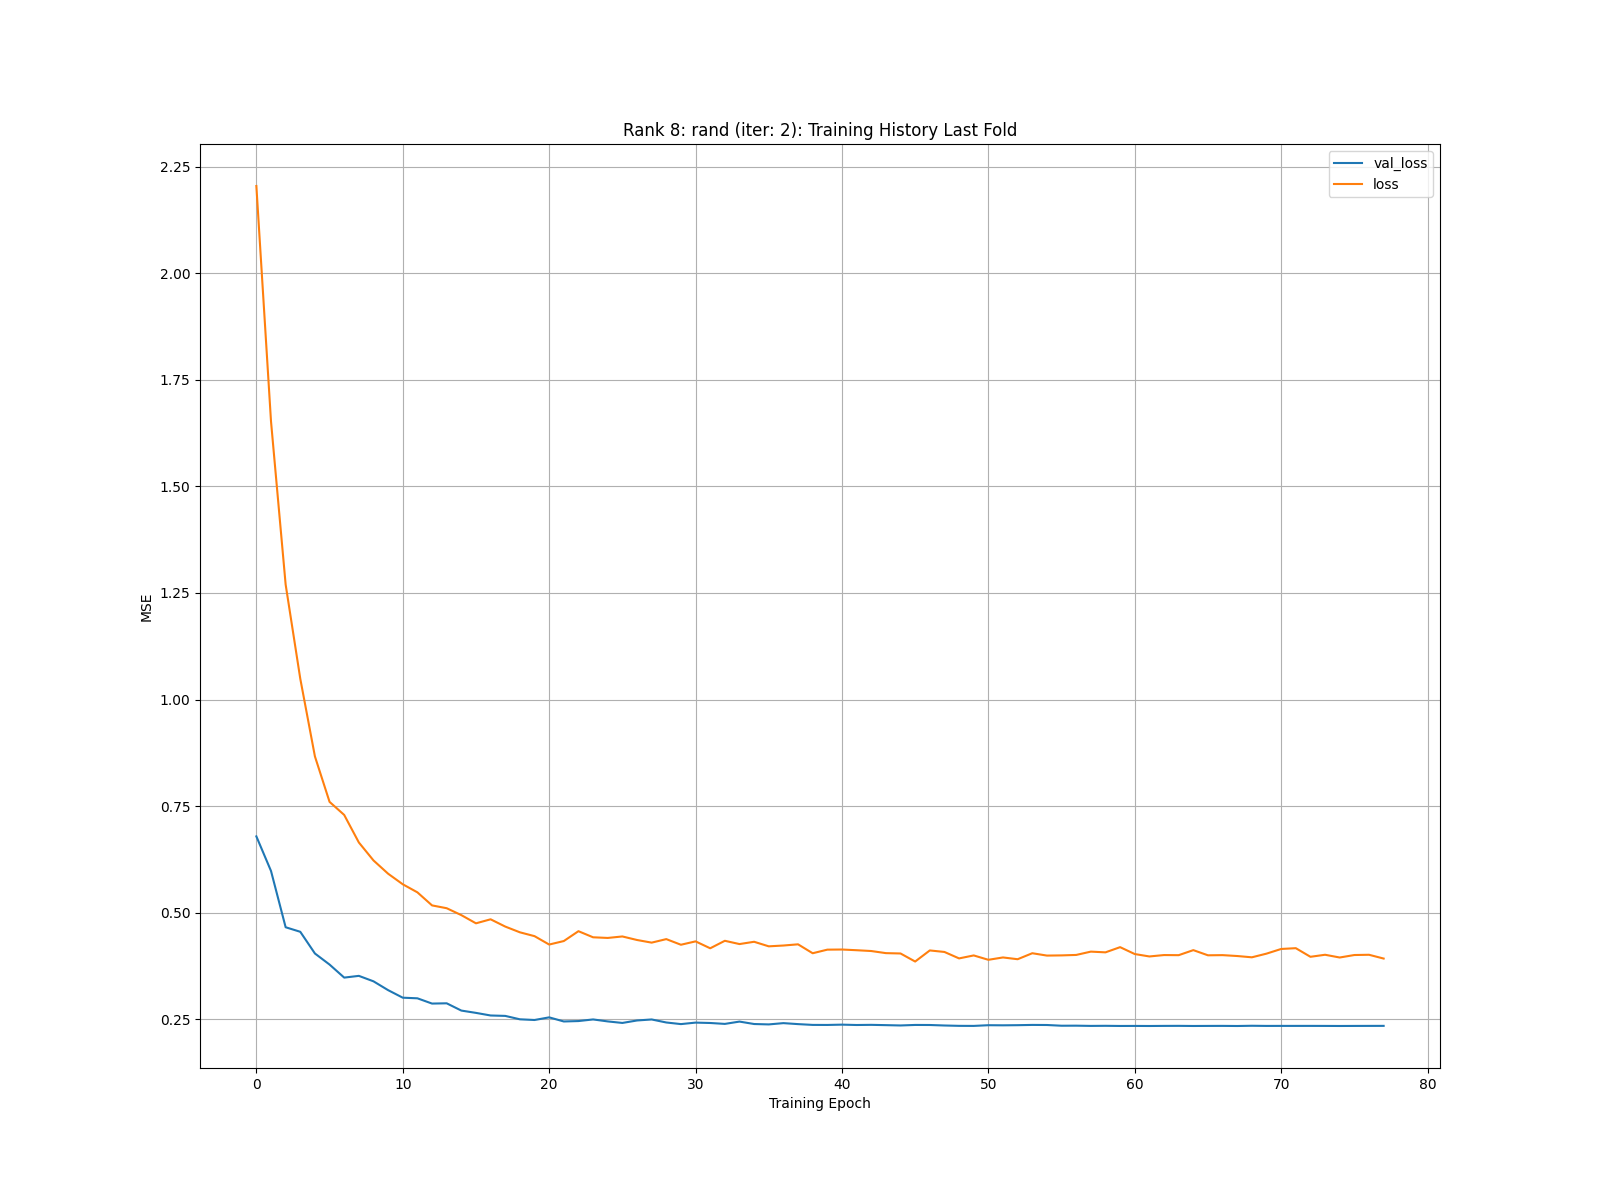 Rank 8: rand (iter: 2): Training History Last Fold
val_loss
loss
2.25
2.00
1.75
1.50
1.25
1.00
0.75
0.50
0.25
MSE
0 10 20 30 40 50 60 70 80
Training Epoch